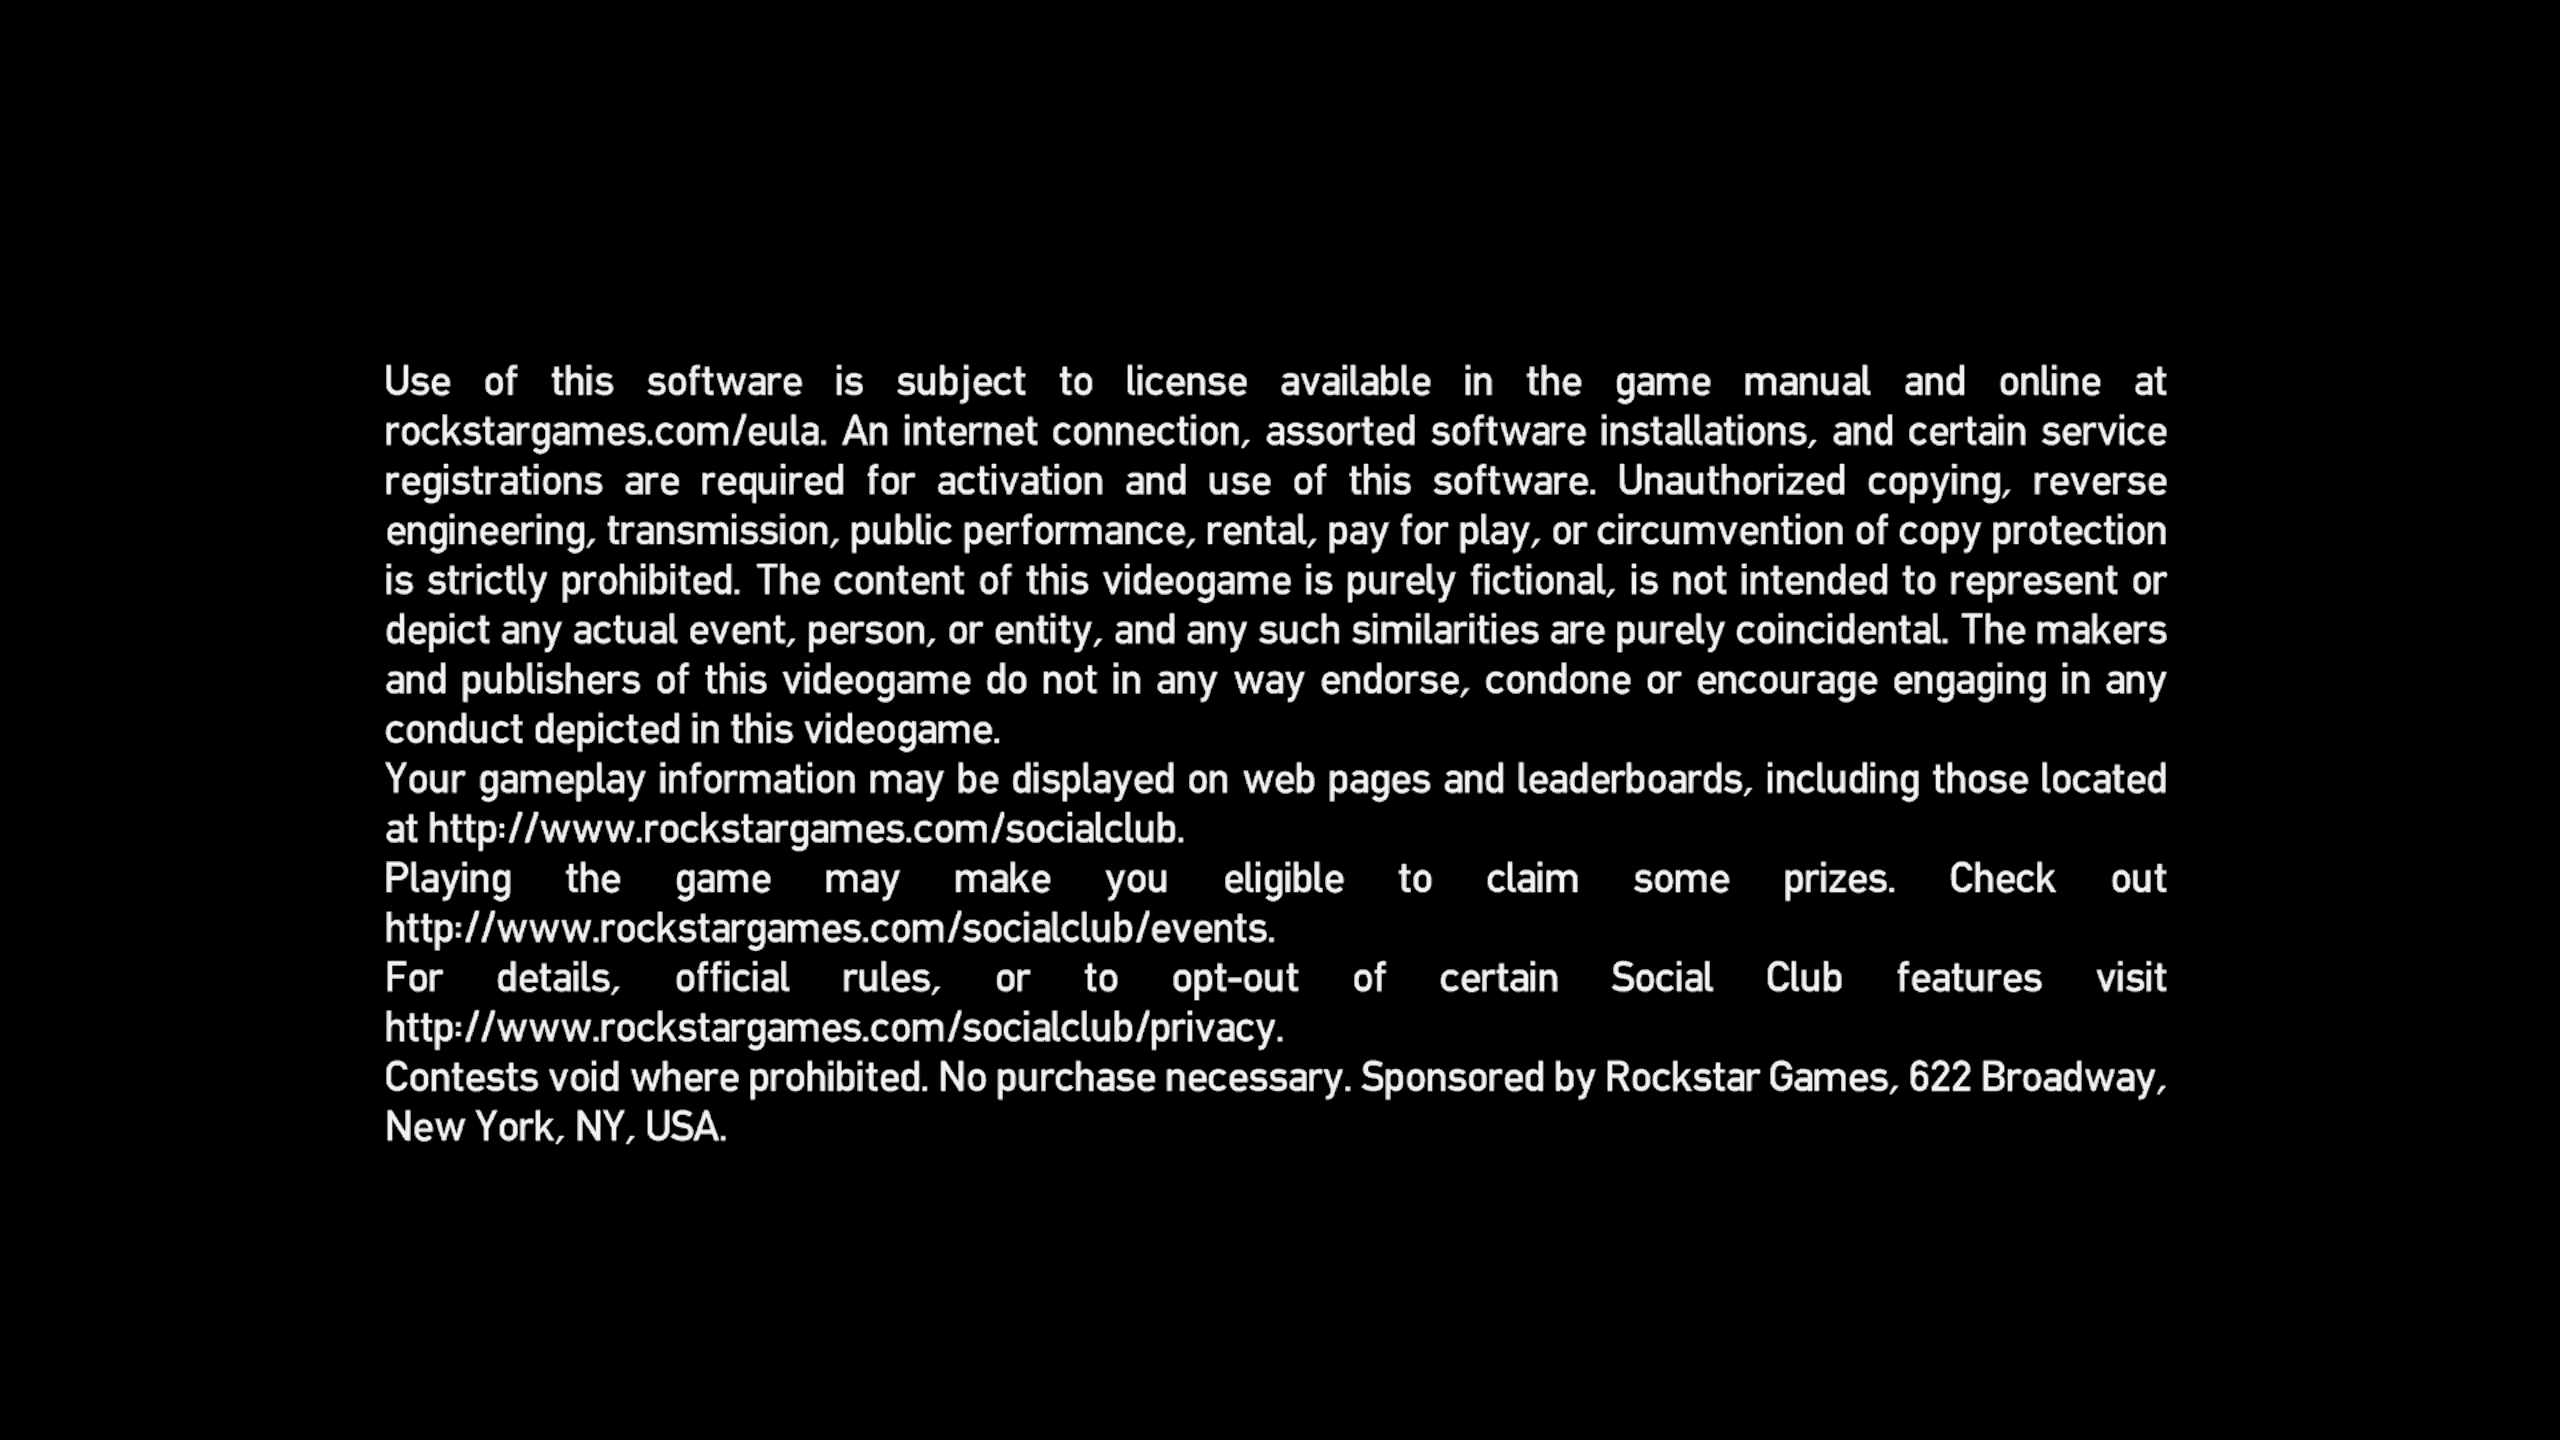 Use of this software is subject to license available in the game manual and online at
rockstargames.com/eula. An internet connection, assorted software installations, and certain service
registrations are required for activation and use of this software. Unauthorized copying, reverse
engineering, transmission, public performance, rental, pay for play, or circumvention of copy protection
is strictly prohibited. The content of this videogame is purely fictional, is not intended to represent or
depict any actual event, person, or entity, and any such similarities are purely coincidental. The makers
and publishers of this videogame do not in any way endorse, condone or encourage engaging in any
conduct depicted in this videogame.
Your gameplay information may be displayed on web pages and leaderboards, including those located
at http://www.rockstargames.com/socialclub.
Playing the game may make you eligible to claim some prizes. Check out
http://www.rockstargames.com/socialclub/events.
For details, official rules, or to opt-out of certain Social Club features visit
http://www.rockstargames.com/socialclub/privacy.
Contests void where prohibited. No purchase necessary. Sponsored by Rockstar Games, 622 Broadway,
New York, NY, USA.